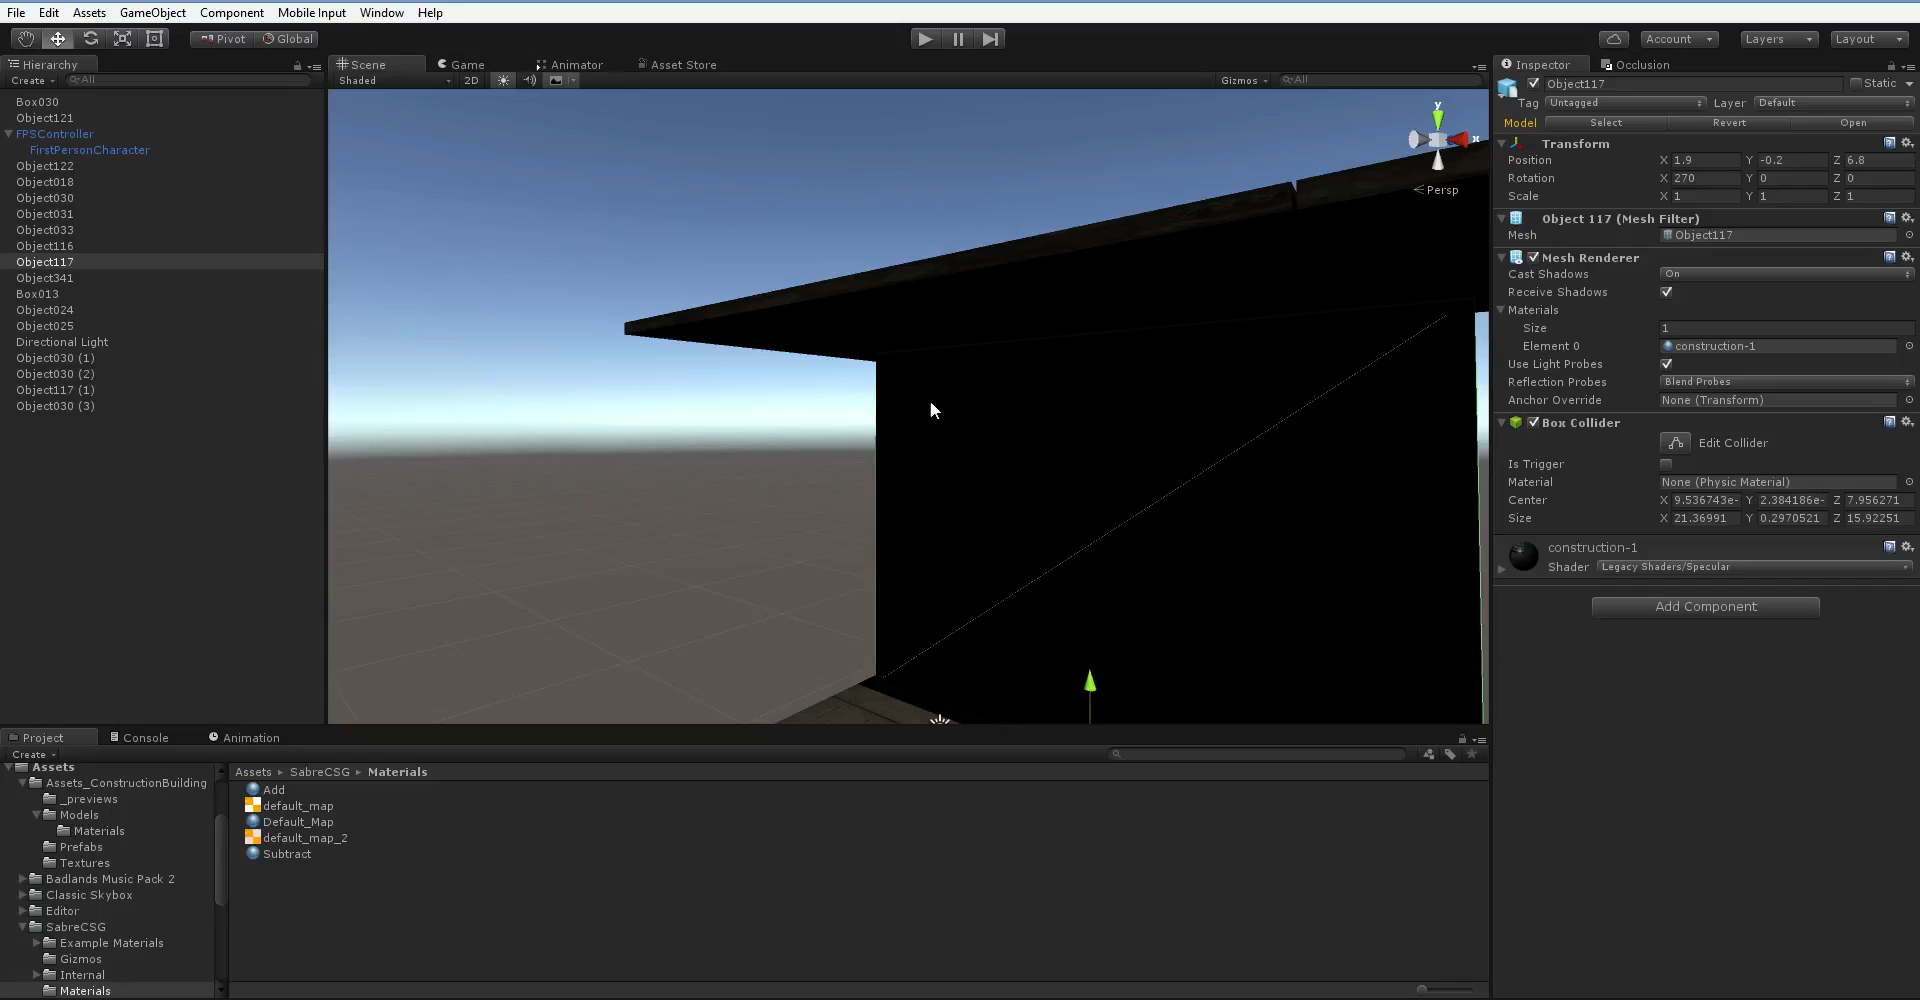 File Edit Assets GameObject Component Mobile Input Window Help
Pivot Global Account Layers Layout
Hierarchy
Create All
Box030
Object121
FPSController
FirstPersonCharacter
Object122
Object018
Object030
Object031
Object033
Object116
Object117
Object341
Box013
Object024
Object025
Directional Light
Object030 (1)
Object030 (2)
Object117 (1)
Object030 (3)
Scene Game Animator Asset Store
Shaded 2D Gizmos All
y
x
Persp
Inspector Occlusion
Object117 Static
Tag Untagged Layer Default
Model Select Revert Open
Transform
Position X 1.9 Y -0.2 Z 6.8
Rotation X 270 Y 0 Z 0
Scale X 1 Y 1 Z 1
Object 117 (Mesh Filter)
Mesh Object117
Mesh Renderer
Cast Shadows On
Receive Shadows
Materials
Size 1
Element 0 construction-1
Use Light Probes
Reflection Probes Blend Probes
Anchor Override None (Transform)
Box Collider
Edit Collider
Is Trigger
Material None (Physic Material)
Center X 9.536743e- Y 2.384186e- Z 7.956271
Size X 21.36991 Y 0.2970521 Z 15.92251
construction-1
Shader Legacy Shaders/Specular
Add Component
Project Console Animation
Create
Assets
Assets_ConstructionBuilding
_previews
Models
Materials
Prefabs
Textures
Badlands Music Pack 2
Classic Skybox
Editor
SabreCSG
Example Materials
Gizmos
Internal
Materials
Assets SabreCSG Materials
Add
default_map
Default_Map
default_map_2
Subtract